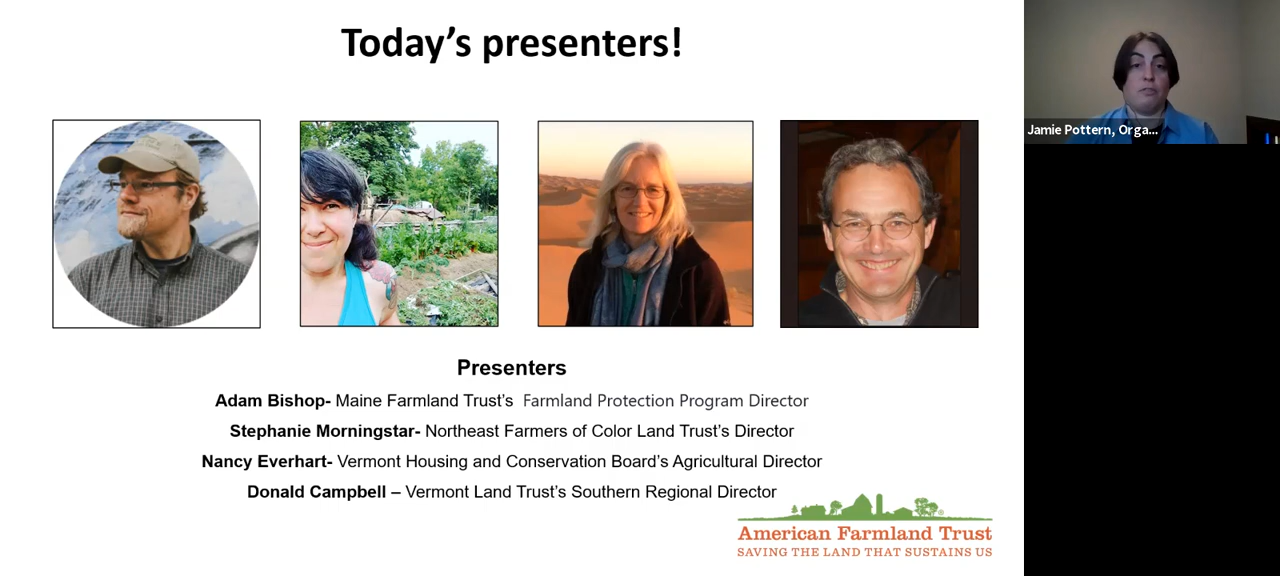 Today's presenters!
Jamie Pottern, Orga...
Presenters
Adam Bishop- Maine Farmland Trust's Farmland Protection Program Director
Stephanie Morningstar- Northeast Farmers of Color Land Trust's Director
Nancy Everhart- Vermont Housing and Conservation Board's Agricultural Director
Donald Campbell – Vermont Land Trust's Southern Regional Director
American Farmland Trust
SAVING THE LAND THAT SUSTAINS US